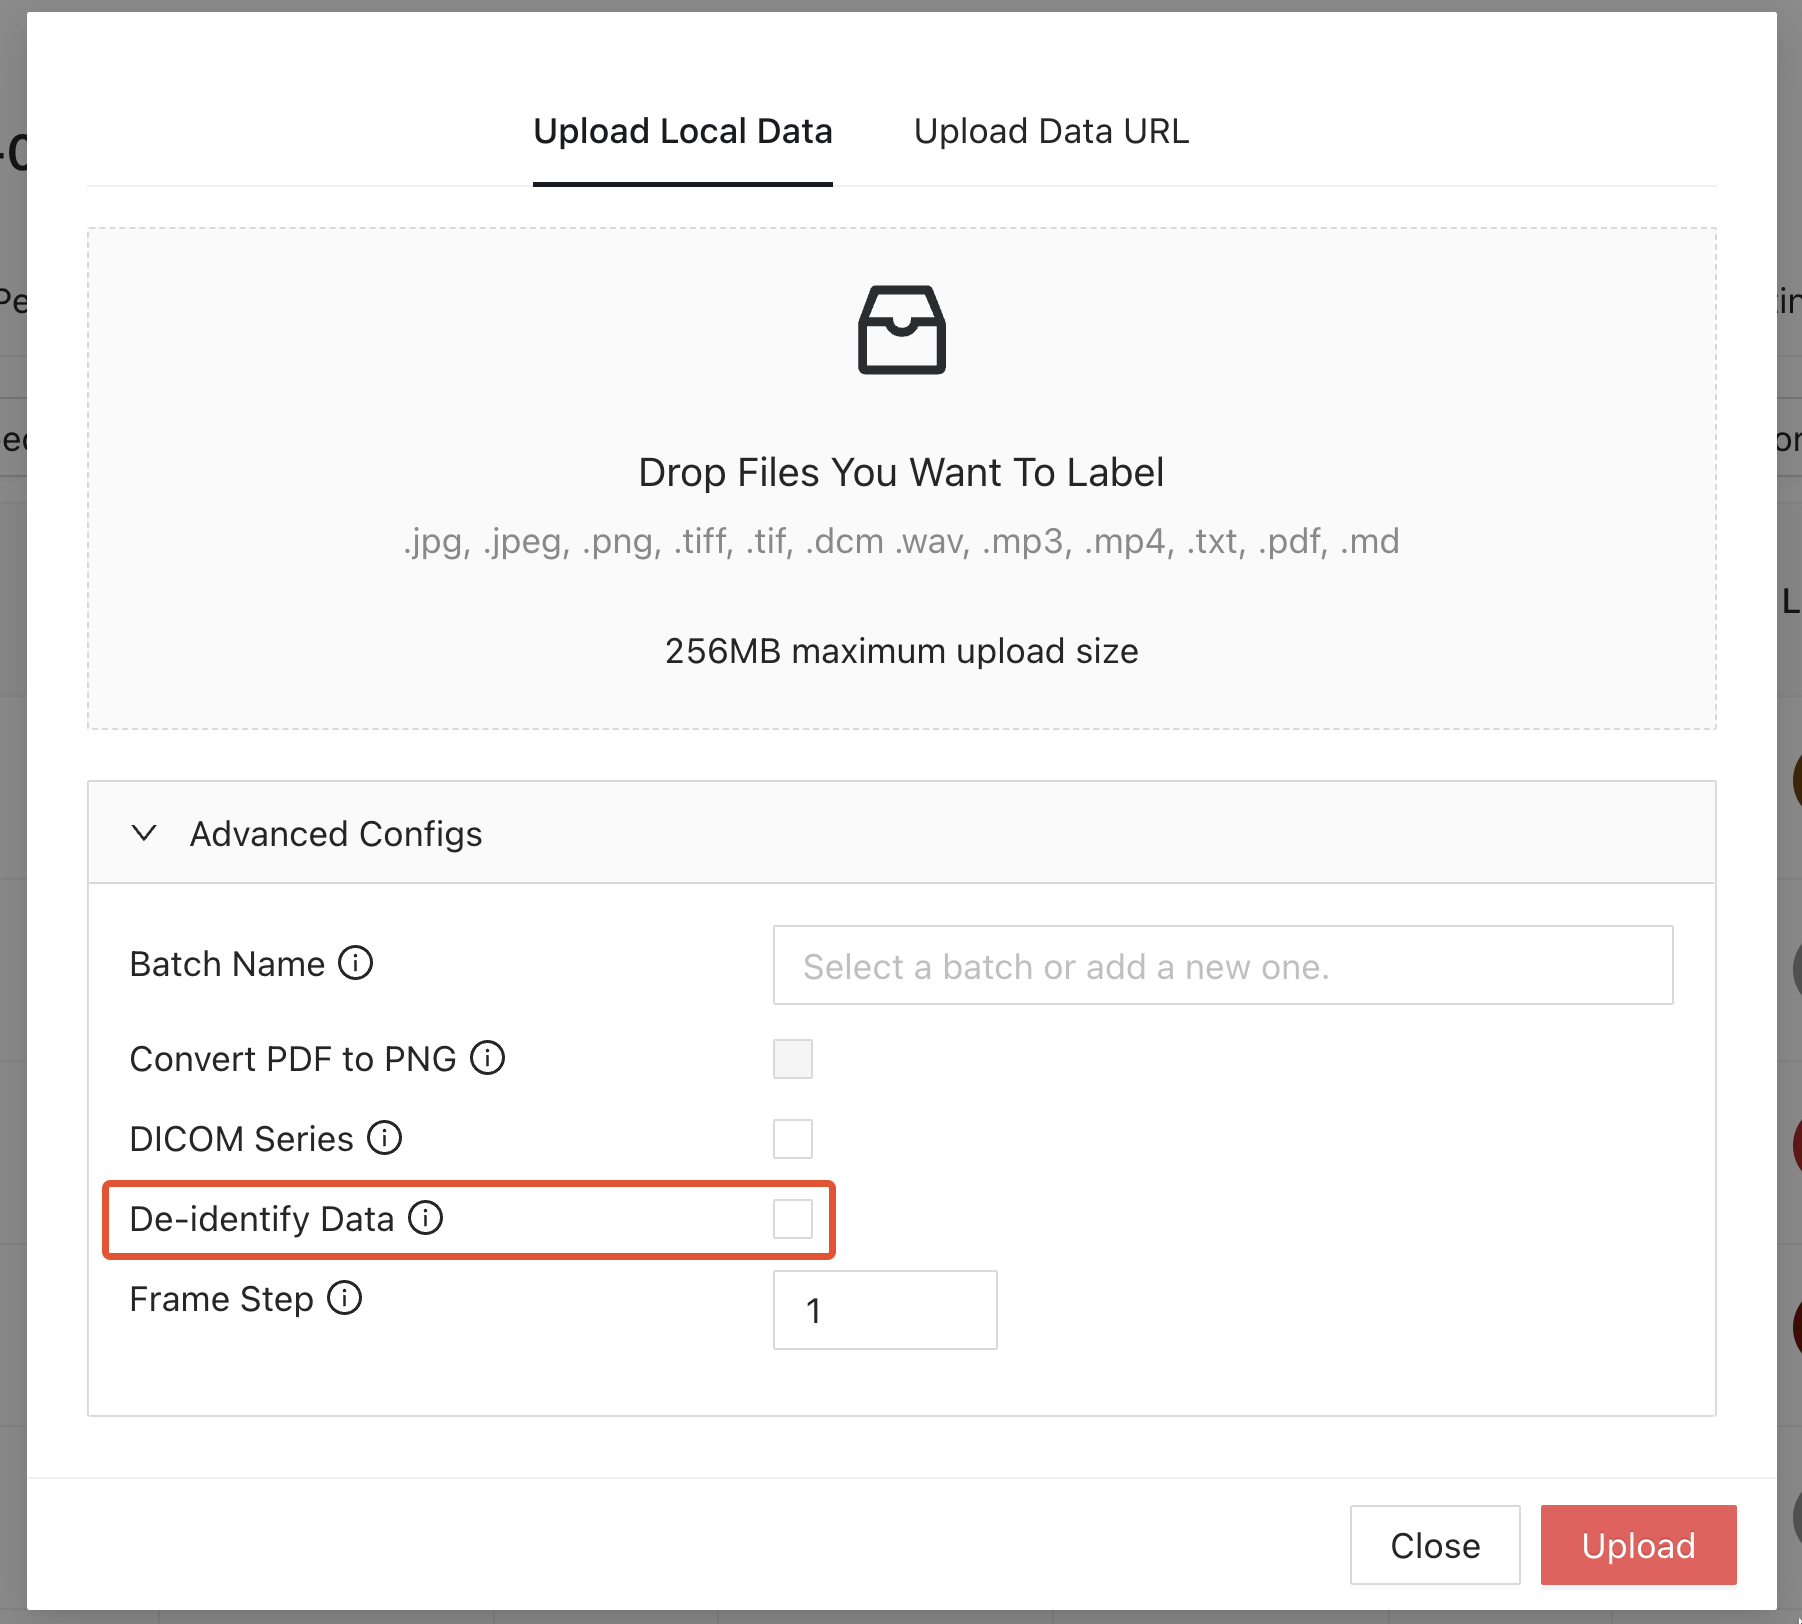 Upload Local Data Upload Data URL
Drop Files You Want To Label
.jpg, .jpeg, .png, .tiff, .tif, .dcm .wav, .mp3, .mp4, .txt, .pdf, .md
256MB maximum upload size
Advanced Configs
Batch Name Select a batch or add a new one.
Convert PDF to PNG
DICOM Series
De-identify Data
Frame Step 1
Close Upload